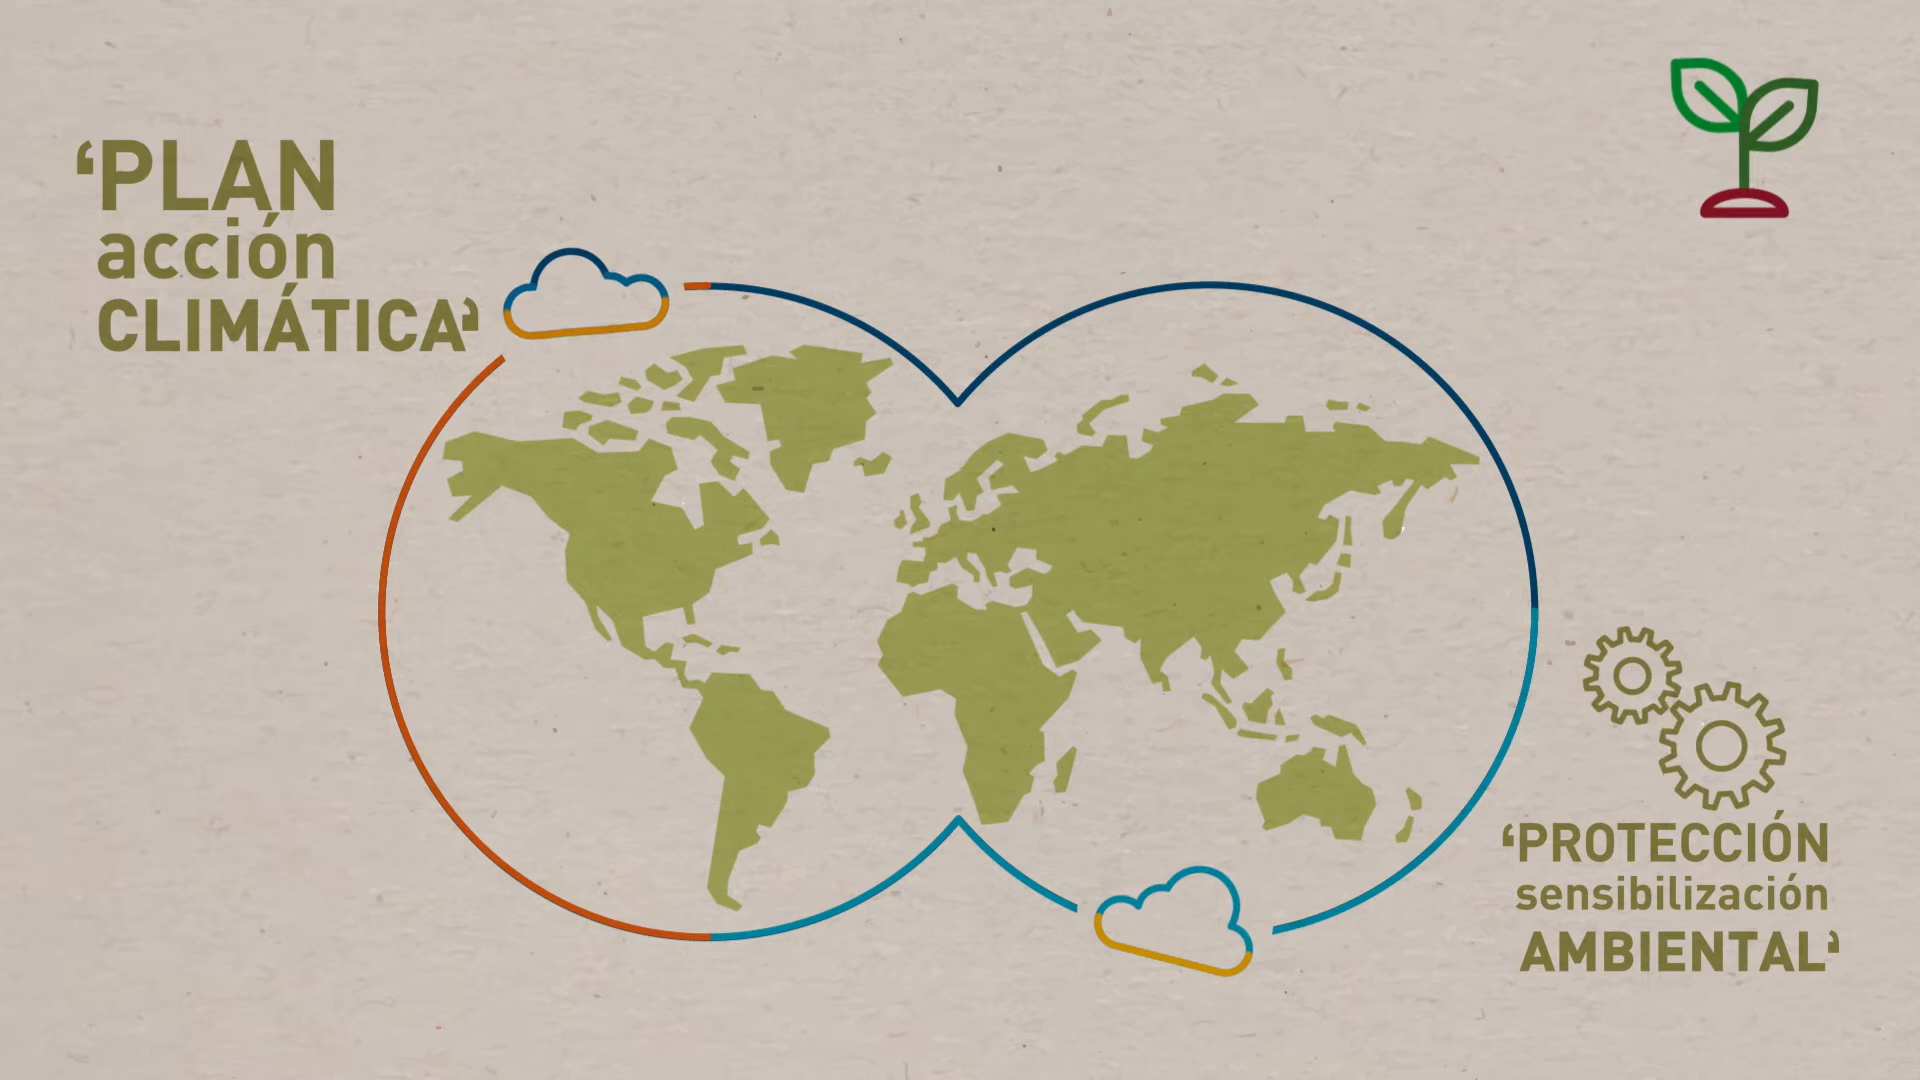 ‘PLAN
acción
CLIMÁTICA’
‘PROTECCIÓN
sensibilización
AMBIENTAL’